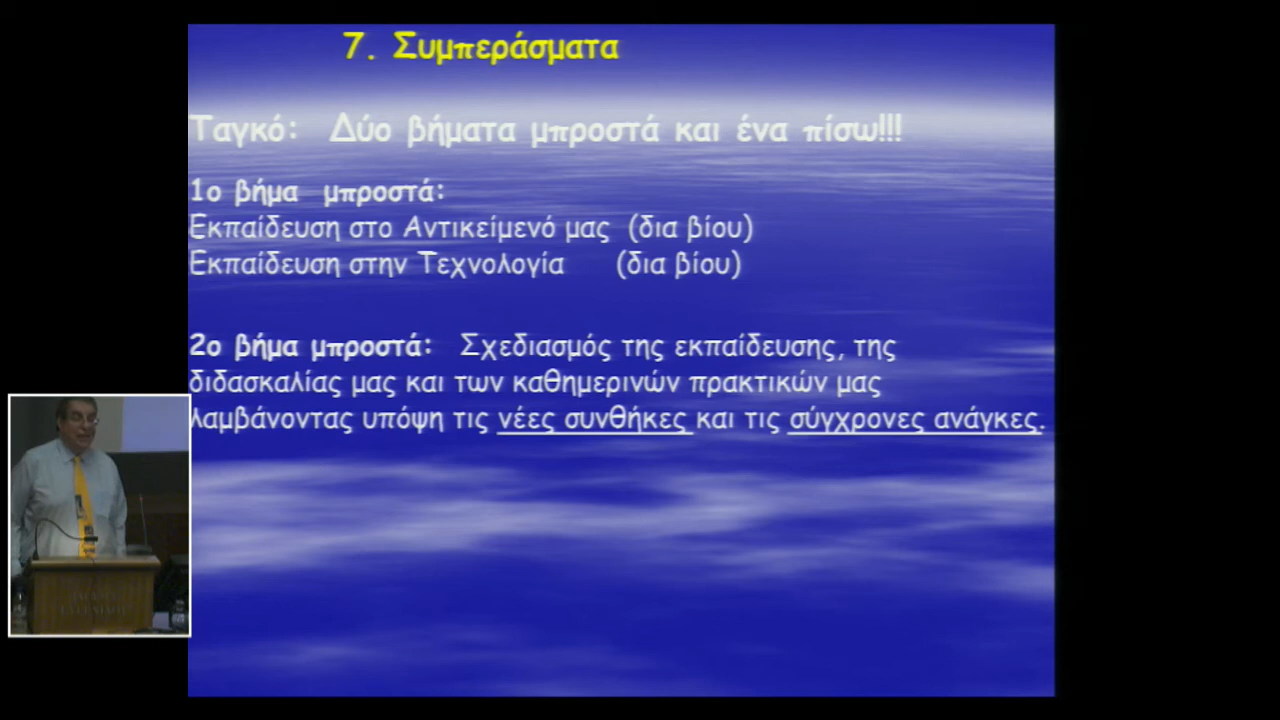 7. Συμπεράσματα
Ταγκό: Δύο βήματα μπροστά και ένα πίσω!!!
1ο βήμα μπροστά:
Εκπαίδευση στο Αντικείμενό μας (δια βίου)
Εκπαίδευση στην Τεχνολογία (δια βίου)
2ο βήμα μπροστά: Σχεδιασμός της εκπαίδευσης, της
διδασκαλίας μας και των καθημερινών πρακτικών μας
λαμβάνοντας υπόψη τις νέες συνθήκες και τις σύγχρονες ανάγκες.